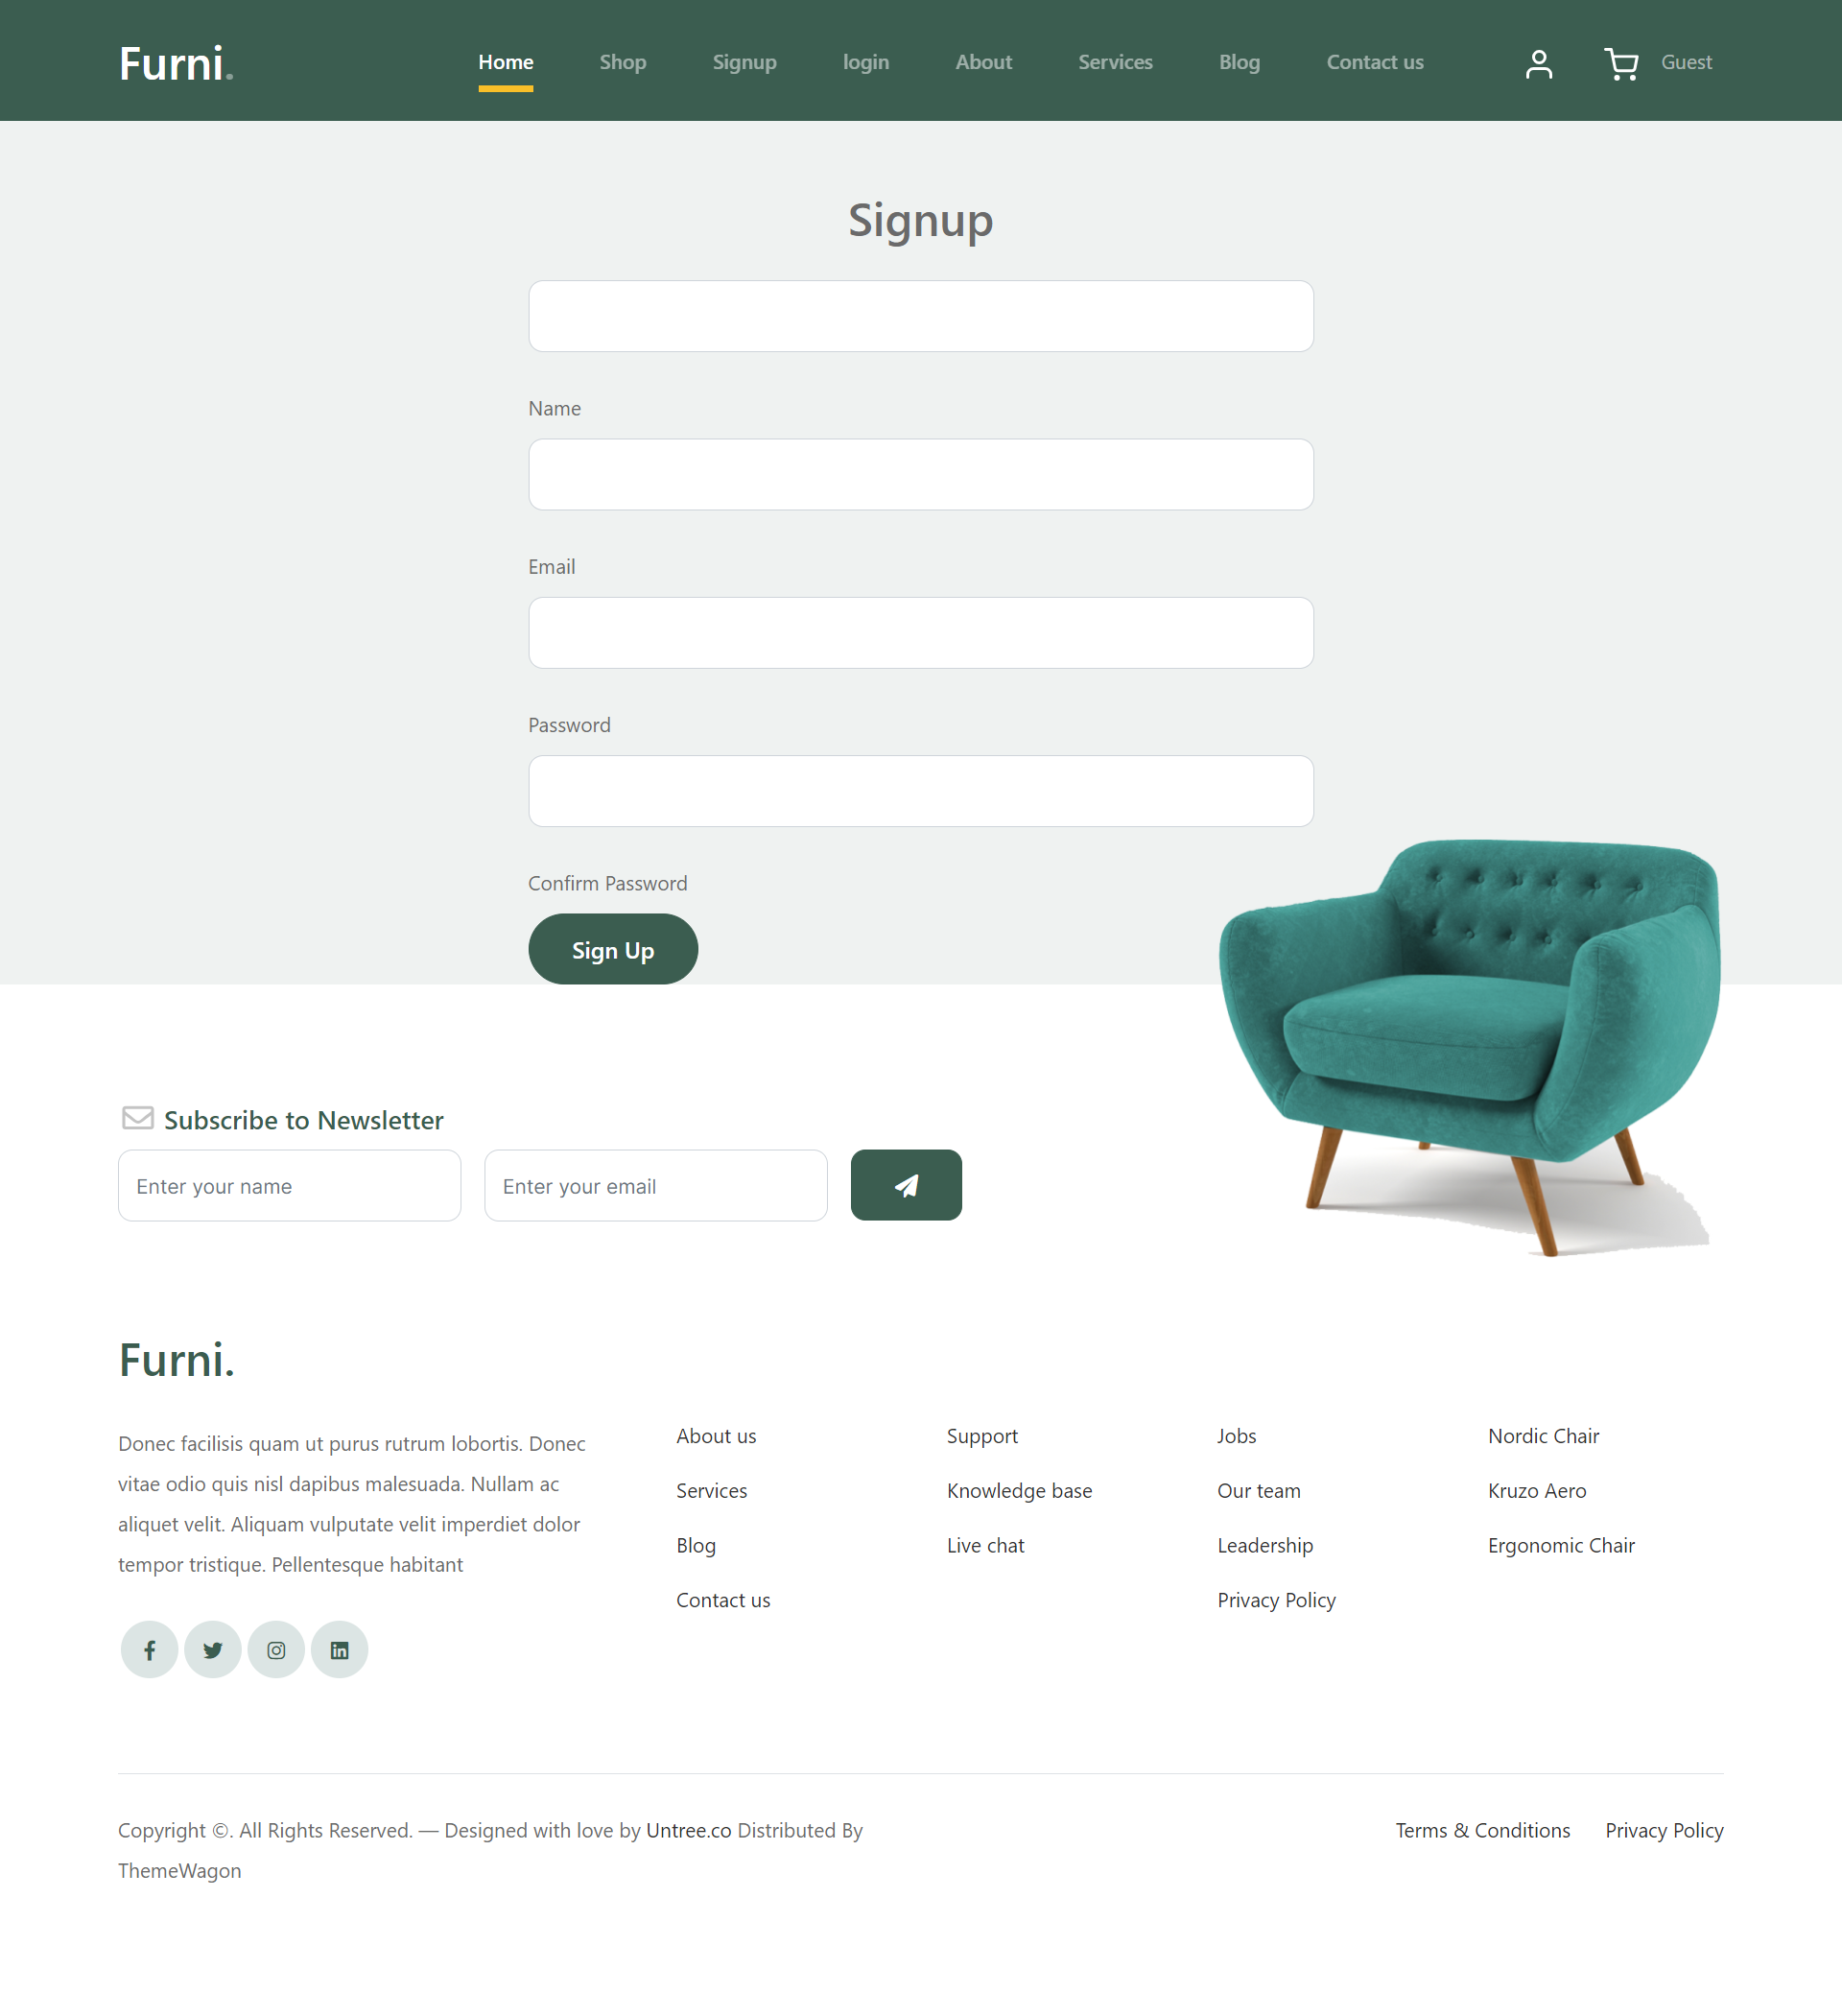 Furni.
Home
Shop
Signup
login
About
Services
Blog
Contact us
Guest
Signup
Name
Email
Password
Confirm Password
Sign Up
Subscribe to Newsletter
Enter your name
Enter your email
Furni.
Donec facilisis quam ut purus rutrum lobortis. Donec
vitae odio quis nisl dapibus malesuada. Nullam ac
aliquet velit. Aliquam vulputate velit imperdiet dolor
tempor tristique. Pellentesque habitant
About us
Services
Blog
Contact us
Support
Knowledge base
Live chat
Jobs
Our team
Leadership
Privacy Policy
Nordic Chair
Kruzo Aero
Ergonomic Chair
Copyright ©. All Rights Reserved. — Designed with love by Untree.co Distributed By
ThemeWagon
Terms & Conditions
Privacy Policy